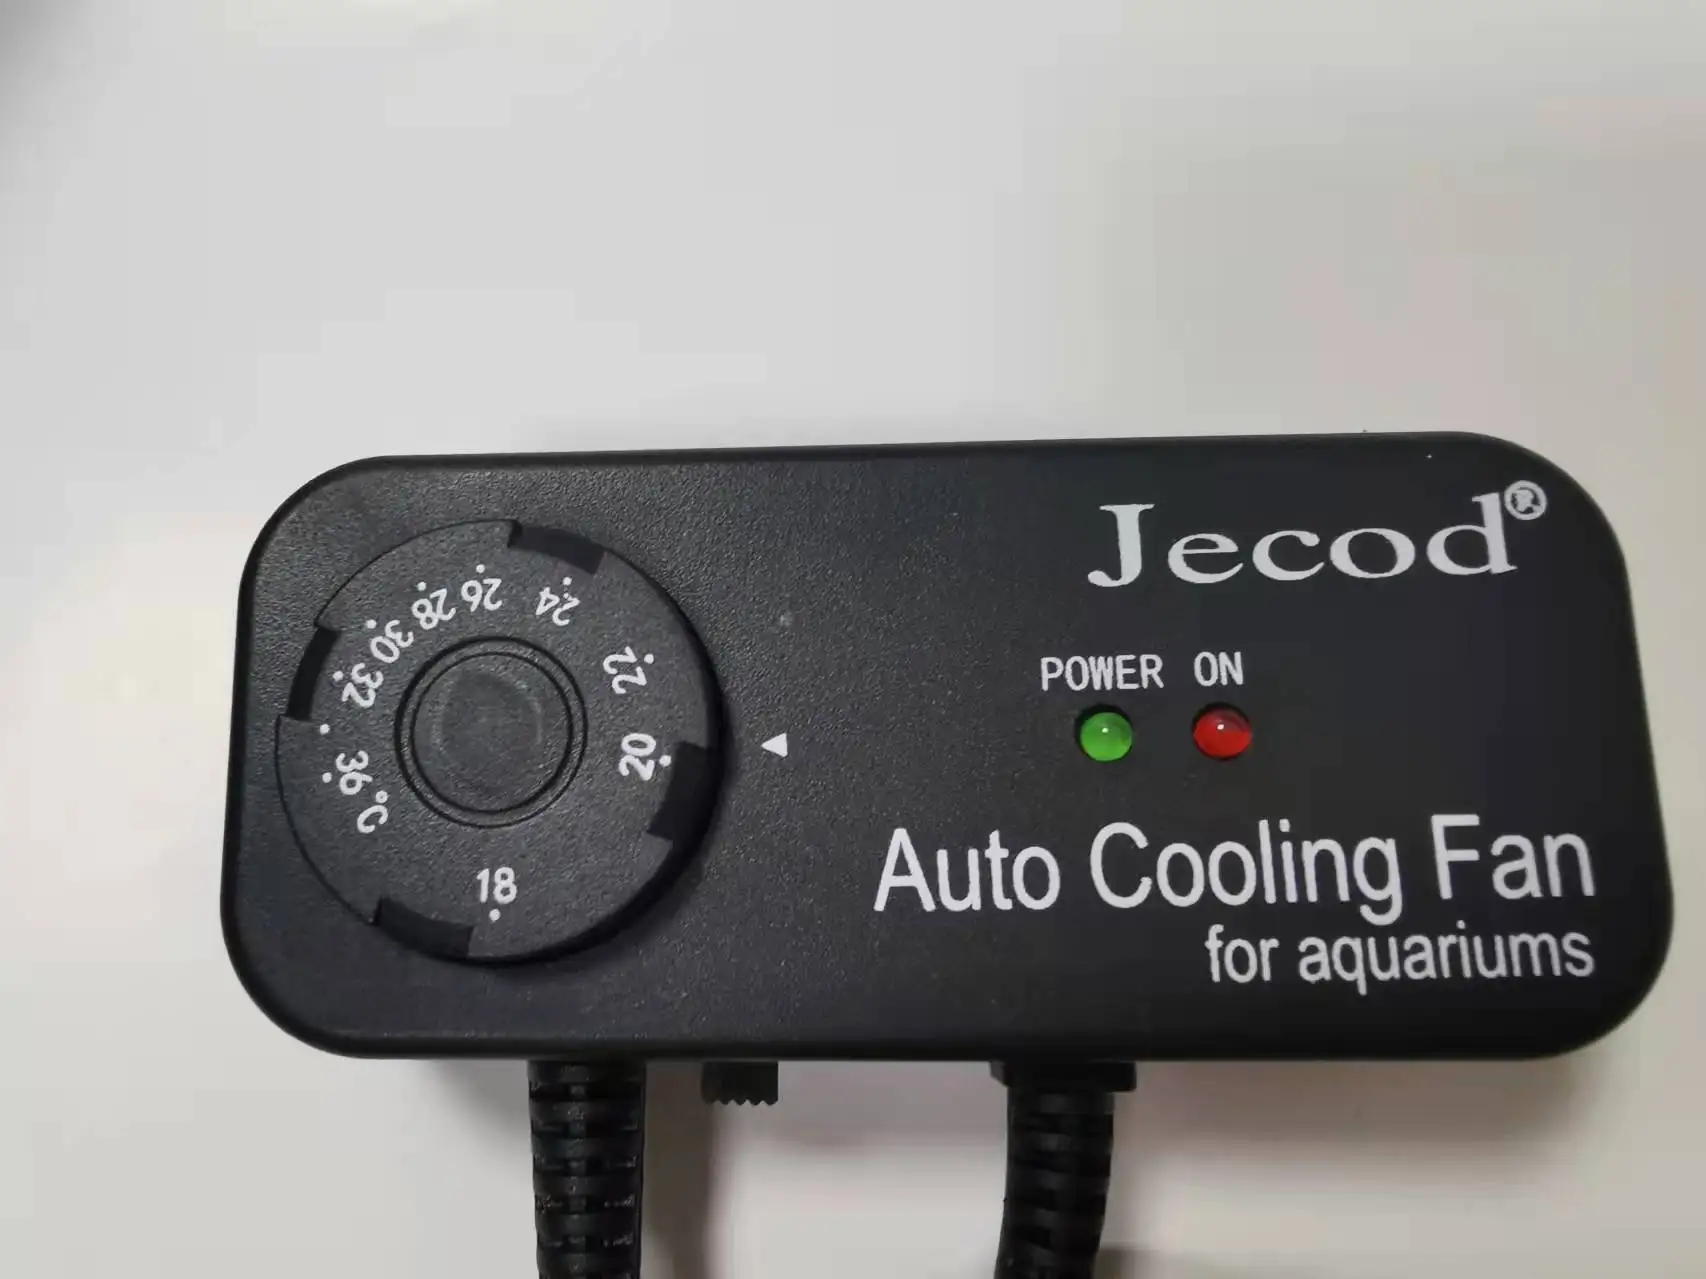 Jecod®
POWER ON
Auto Cooling Fan
for aquariums
18
20
22
24
26
28
30
32
36
°C